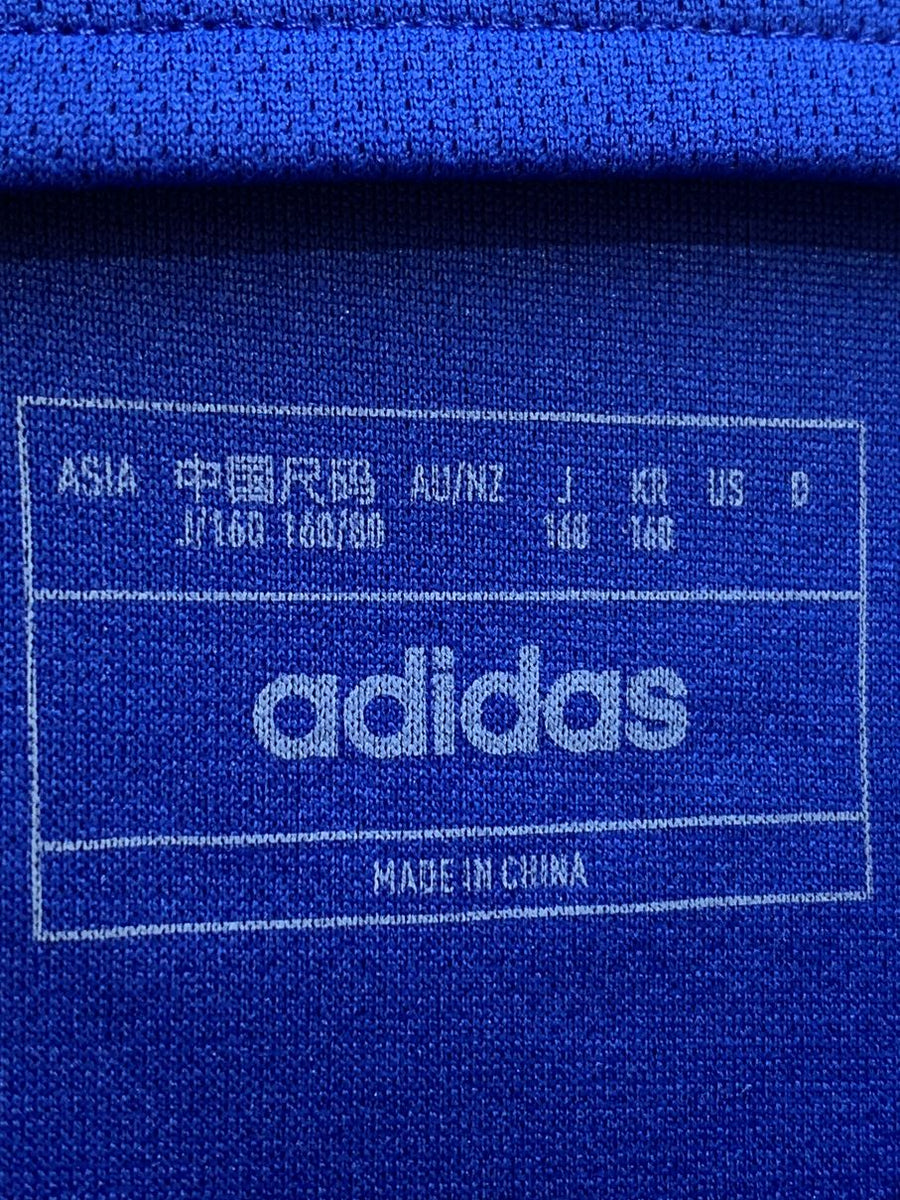 ASIA 中国尺码 AU/NZ J KR US D
J/160 160/80 160 160
adidas
MADE IN CHINA